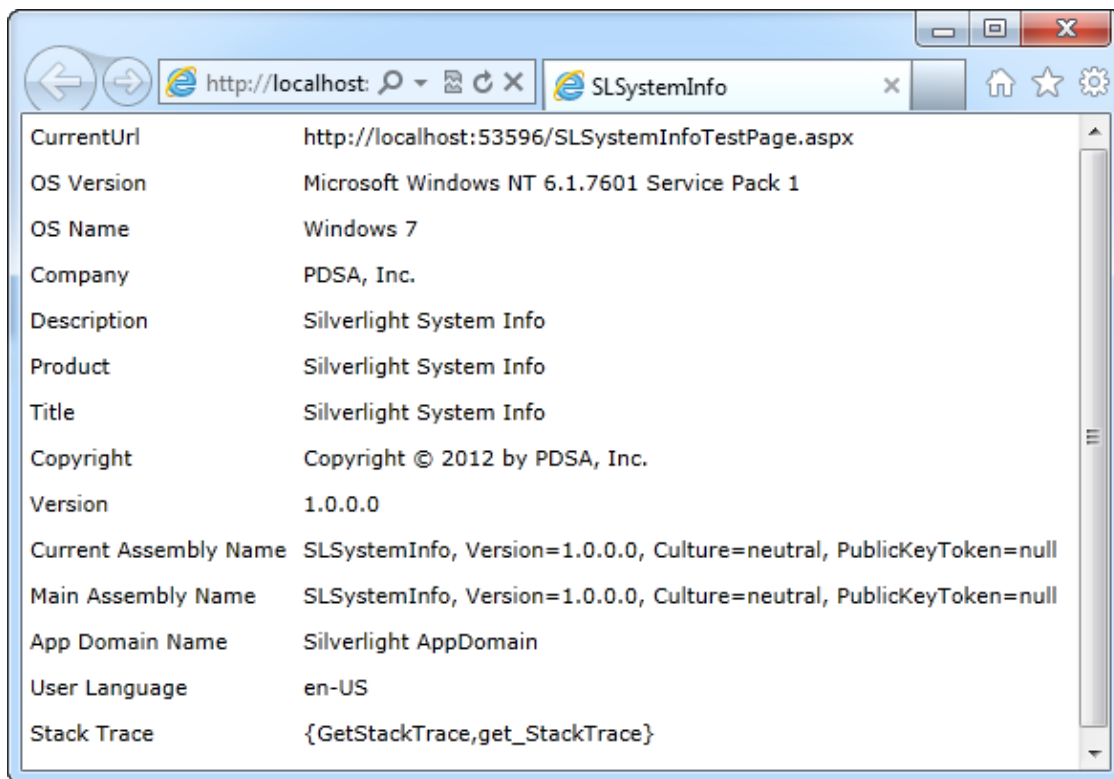 http://localhost: SLSystemInfo
CurrentUrl http://localhost:53596/SLSystemInfoTestPage.aspx
OS Version Microsoft Windows NT 6.1.7601 Service Pack 1
OS Name Windows 7
Company PDSA, Inc.
Description Silverlight System Info
Product Silverlight System Info
Title Silverlight System Info
Copyright Copyright © 2012 by PDSA, Inc.
Version 1.0.0.0
Current Assembly Name SLSystemInfo, Version=1.0.0.0, Culture=neutral, PublicKeyToken=null
Main Assembly Name SLSystemInfo, Version=1.0.0.0, Culture=neutral, PublicKeyToken=null
App Domain Name Silverlight AppDomain
User Language en-US
Stack Trace {GetStackTrace,get_StackTrace}